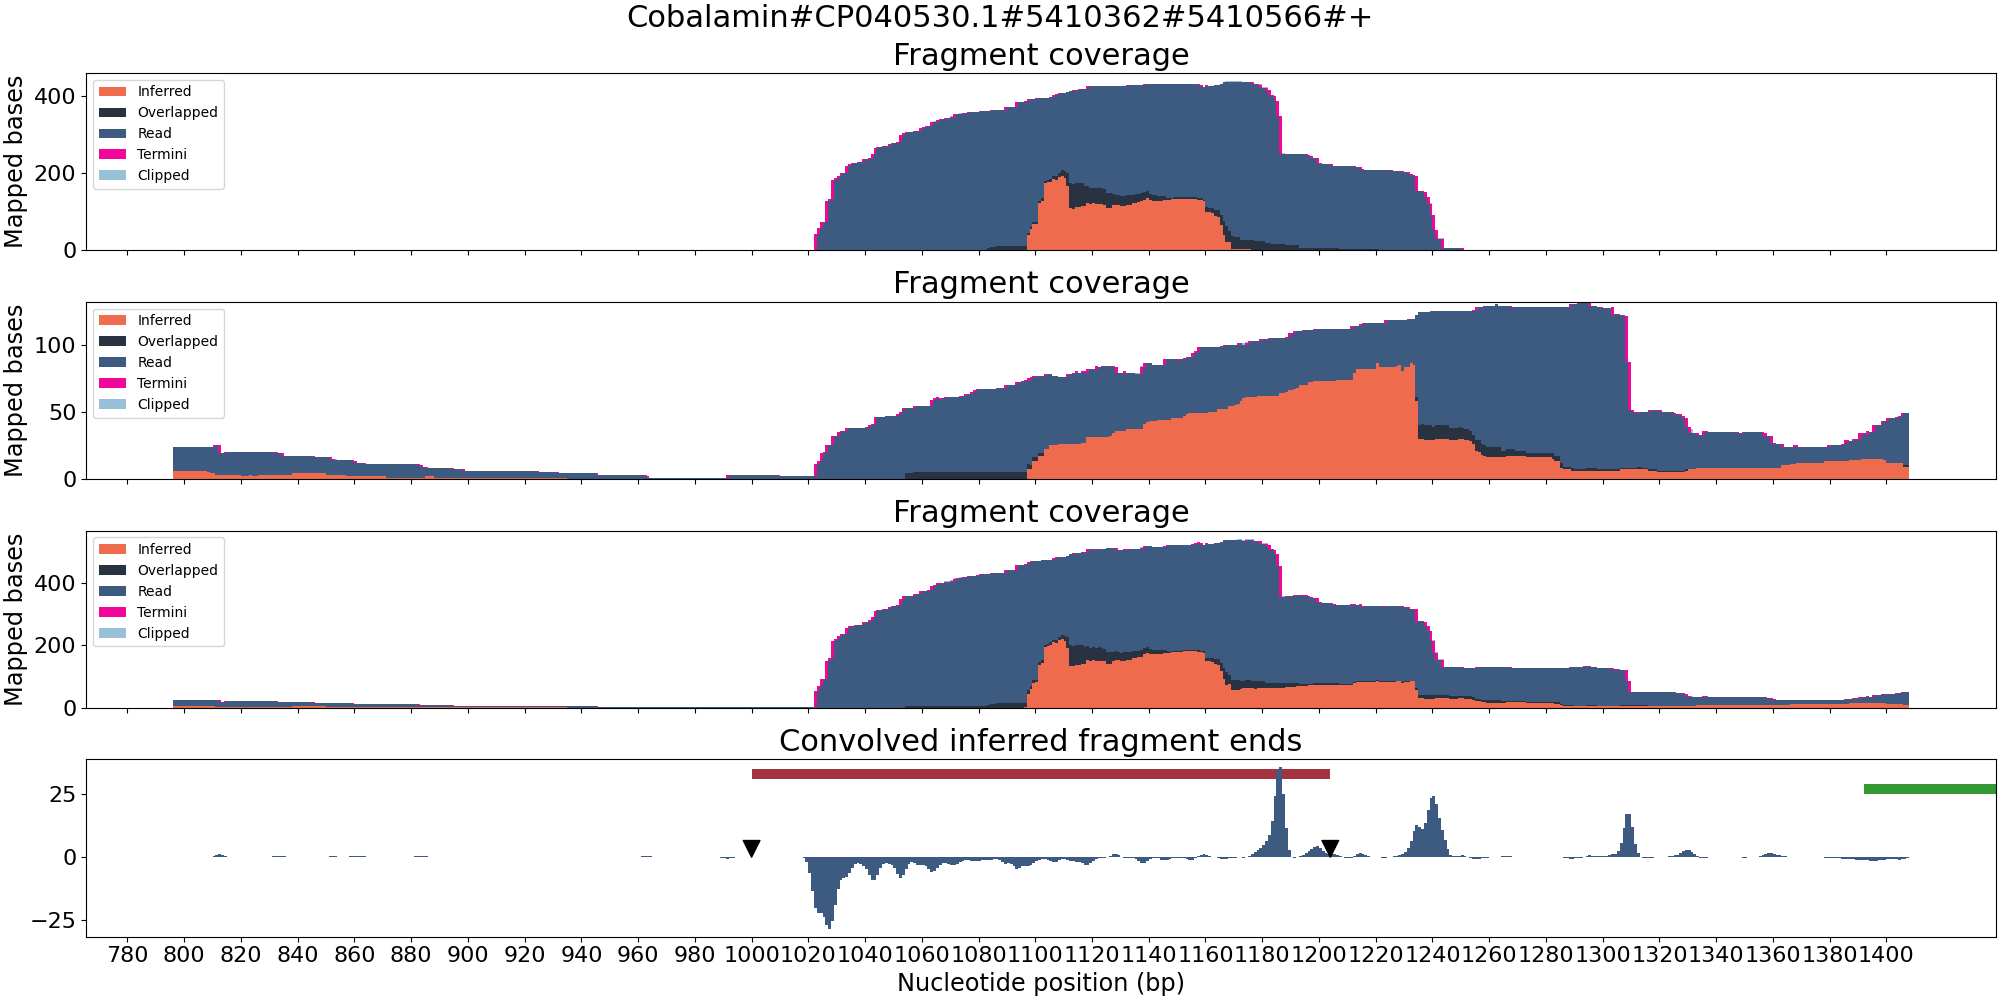 Cobalamin#CP040530.1#5410362#5410566#+
Fragment coverage
Mapped bases
400
200
0
Inferred
Overlapped
Read
Termini
Clipped
Fragment coverage
Mapped bases
100
50
0
Inferred
Overlapped
Read
Termini
Clipped
Fragment coverage
Mapped bases
400
200
0
Inferred
Overlapped
Read
Termini
Clipped
Convolved inferred fragment ends
25
0
−25
780 800 820 840 860 880 900 920 940 960 980 1000 1020 1040 1060 1080 1100 1120 1140 1160 1180 1200 1220 1240 1260 1280 1300 1320 1340 1360 1380 1400
Nucleotide position (bp)